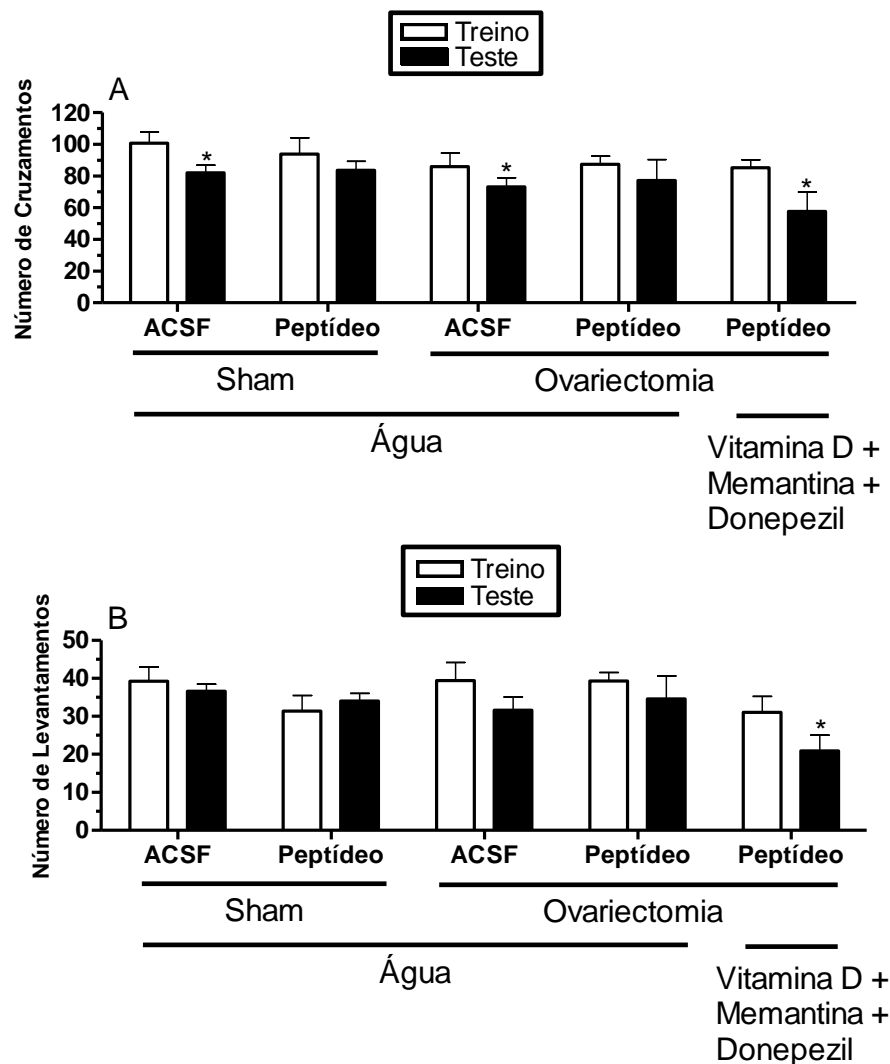 Treino
Teste
A
Número de Cruzamentos
120
100
80
60
40
20
0
*
*
*
ACSF Peptídeo ACSF Peptídeo Peptídeo
Sham Ovariectomia
Água
Vitamina D +
Memantina +
Donepezil
Treino
Teste
B
Número de Levantamentos
50
40
30
20
10
0
*
ACSF Peptídeo ACSF Peptídeo Peptídeo
Sham Ovariectomia
Água
Vitamina D +
Memantina +
Donepezil